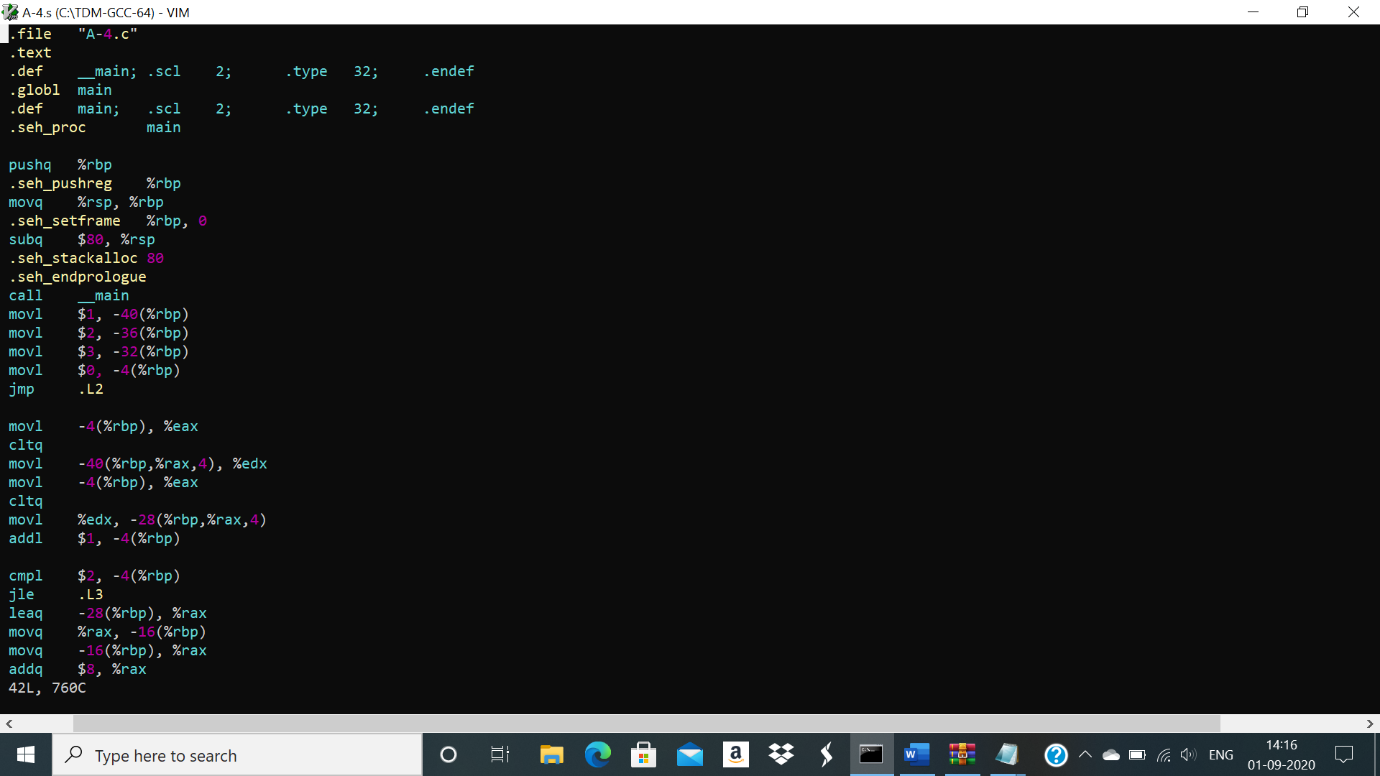 A-4.s (C:\TDM-GCC-64) - VIM
.file "A-4.c"
.text
.def __main; .scl 2; .type 32; .endef
.globl main
.def main; .scl 2; .type 32; .endef
.seh_proc main
pushq %rbp
.seh_pushreg %rbp
movq %rsp, %rbp
.seh_setframe %rbp, 0
subq $80, %rsp
.seh_stackalloc 80
.seh_endprologue
call __main
movl $1, -40(%rbp)
movl $2, -36(%rbp)
movl $3, -32(%rbp)
movl $0, -4(%rbp)
jmp .L2
movl -4(%rbp), %eax
cltq
movl -40(%rbp,%rax,4), %edx
movl -4(%rbp), %eax
cltq
movl %edx, -28(%rbp,%rax,4)
addl $1, -4(%rbp)
cmpl $2, -4(%rbp)
jle .L3
leaq -28(%rbp), %rax
movq %rax, -16(%rbp)
movq -16(%rbp), %rax
addq $8, %rax
42L, 760C
Type here to search
ENG
14:16
01-09-2020